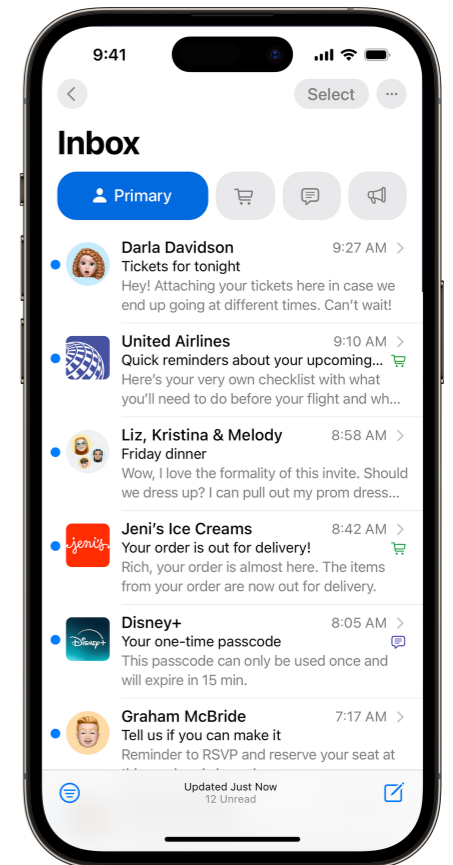 9:41
Select
Inbox
Primary
Darla Davidson 9:27 AM
Tickets for tonight
Hey! Attaching your tickets here in case we
end up going at different times. Can’t wait!
United Airlines 9:10 AM
Quick reminders about your upcoming...
Here’s your very own checklist with what
you’ll need to do before your flight and wh...
Liz, Kristina & Melody 8:58 AM
Friday dinner
Wow, I love the formality of this invite. Should
we dress up? I can pull out my prom dress...
jeni's
Jeni’s Ice Creams 8:42 AM
Your order is out for delivery!
Rich, your order is almost here. The items
from your order are now out for delivery.
Disney+
Disney+ 8:05 AM
Your one-time passcode
This passcode can only be used once and
will expire in 15 min.
Graham McBride 7:17 AM
Tell us if you can make it
Reminder to RSVP and reserve your seat at
Updated Just Now
12 Unread